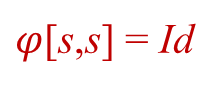 φ[s,s] = Id